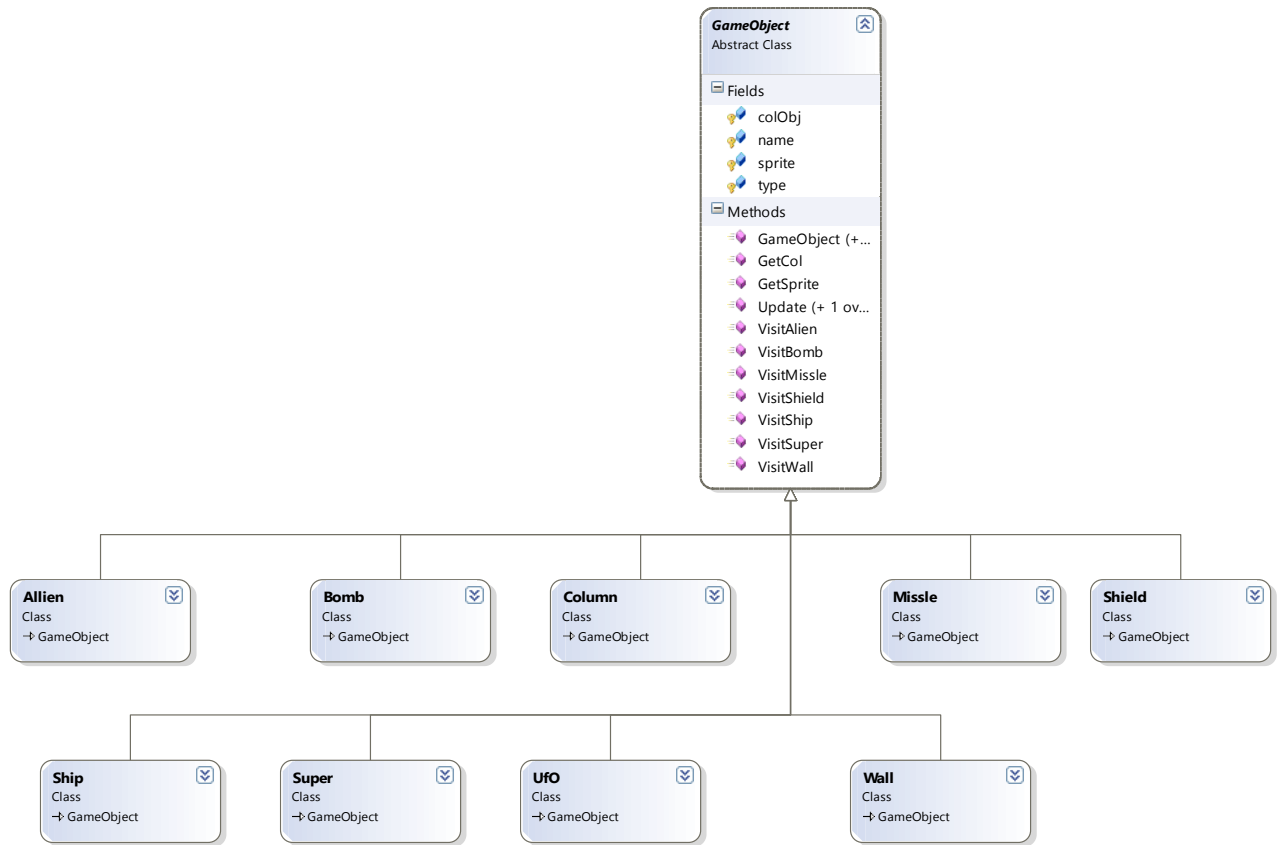 GameObject
Abstract Class
Fields
colObj
name
sprite
type
Methods
GameObject (+...
GetCol
GetSprite
Update (+ 1 ov...
VisitAlien
VisitBomb
VisitMissle
VisitShield
VisitShip
VisitSuper
VisitWall
Allien
Class
GameObject
Bomb
Class
GameObject
Column
Class
GameObject
Missle
Class
GameObject
Shield
Class
GameObject
Ship
Class
GameObject
Super
Class
GameObject
UfO
Class
GameObject
Wall
Class
GameObject